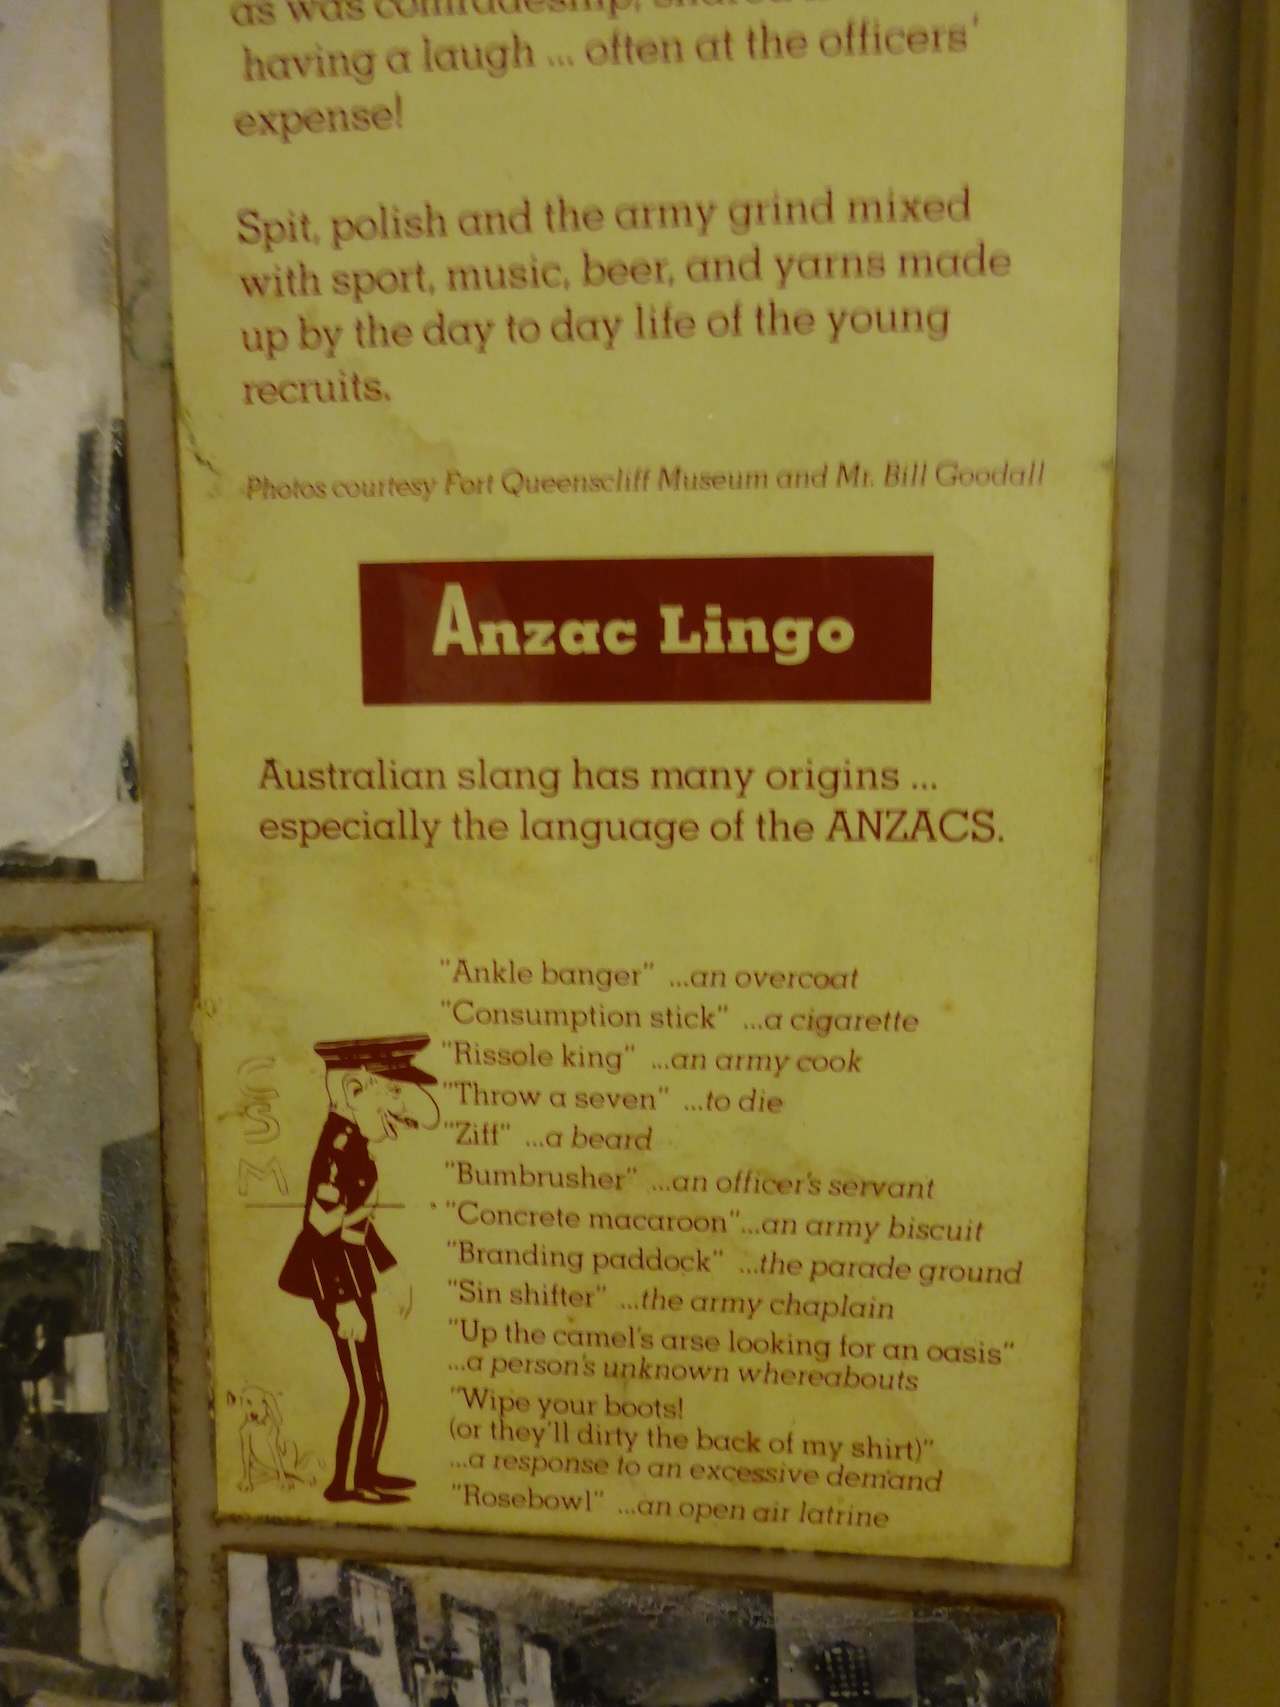 as was comradeship, shared
having a laugh ... often at the officers'
expense!
Spit, polish and the army grind mixed
with sport, music, beer, and yarns made
up by the day to day life of the young
recruits.
Photos courtesy Fort Queenscliff Museum and Mr. Bill Goodall
Anzac Lingo
Australian slang has many origins ...
especially the language of the ANZACS.
"Ankle banger" ...an overcoat
"Consumption stick" ...a cigarette
"Rissole king" ...an army cook
"Throw a seven" ...to die
"Ziff" ...a beard
"Bumbrusher" ...an officer's servant
"Concrete macaroon"...an army biscuit
"Branding paddock" ...the parade ground
"Sin shifter" ...the army chaplain
"Up the camel's arse looking for an oasis"
...a person's unknown whereabouts
"Wipe your boots!
(or they'll dirty the back of my shirt)"
...a response to an excessive demand
"Rosebowl" ...an open air latrine
CSM